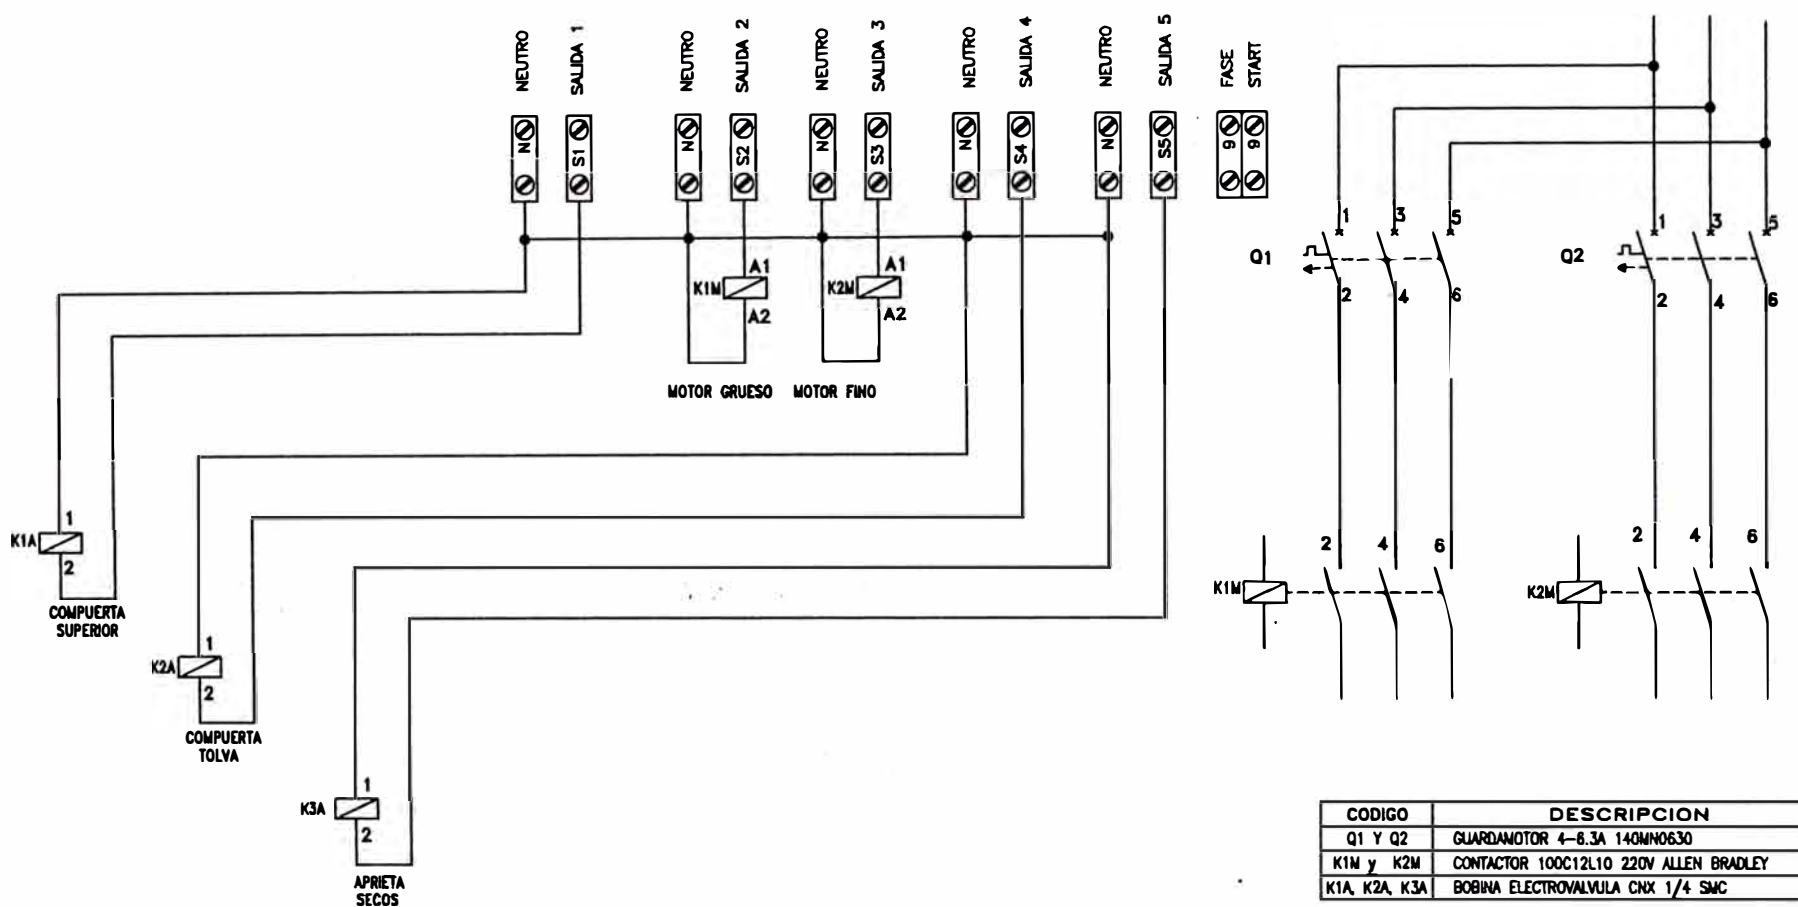 NEUTRO
SALIDA 1
NEUTRO
SALIDA 2
NEUTRO
SALIDA 3
NEUTRO
SALIDA 4
NEUTRO
SALIDA 5
FASE
START
N
S1
N
S2
N
S3
N
S4
N
S5
9
9
A1
K1M
A2
A1
K2M
A2
MOTOR GRUESO
MOTOR FINO
1
K1A
2
COMPUERTA
SUPERIOR
1
K2A
2
COMPUERTA
TOLVA
1
K3A
2
APRIETA
SECOS
1
3
5
Q1
2
4
6
1
3
5
Q2
2
4
6
2
4
6
K1M
2
4
6
K2M
CODIGO DESCRIPCION
Q1 Y Q2 GUARDAMOTOR 4-6.3A 140MN0630
K1M y K2M CONTACTOR 100C12L10 220V ALLEN BRADLEY
K1A, K2A, K3A BOBINA ELECTROVALVULA CNX 1/4 SMC